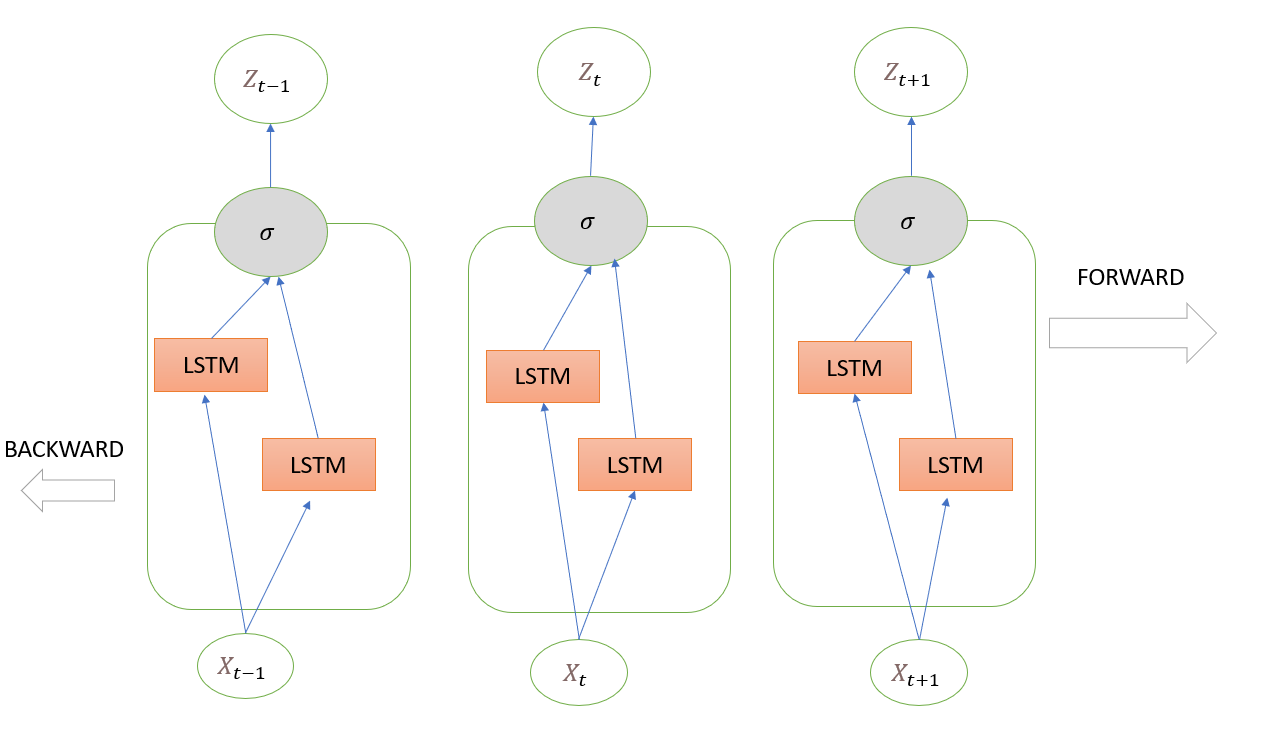 Z_{t−1} Z_t Z_{t+1}
σ σ σ
FORWARD
LSTM LSTM LSTM
BACKWARD
LSTM LSTM LSTM
X_{t−1} X_t X_{t+1}